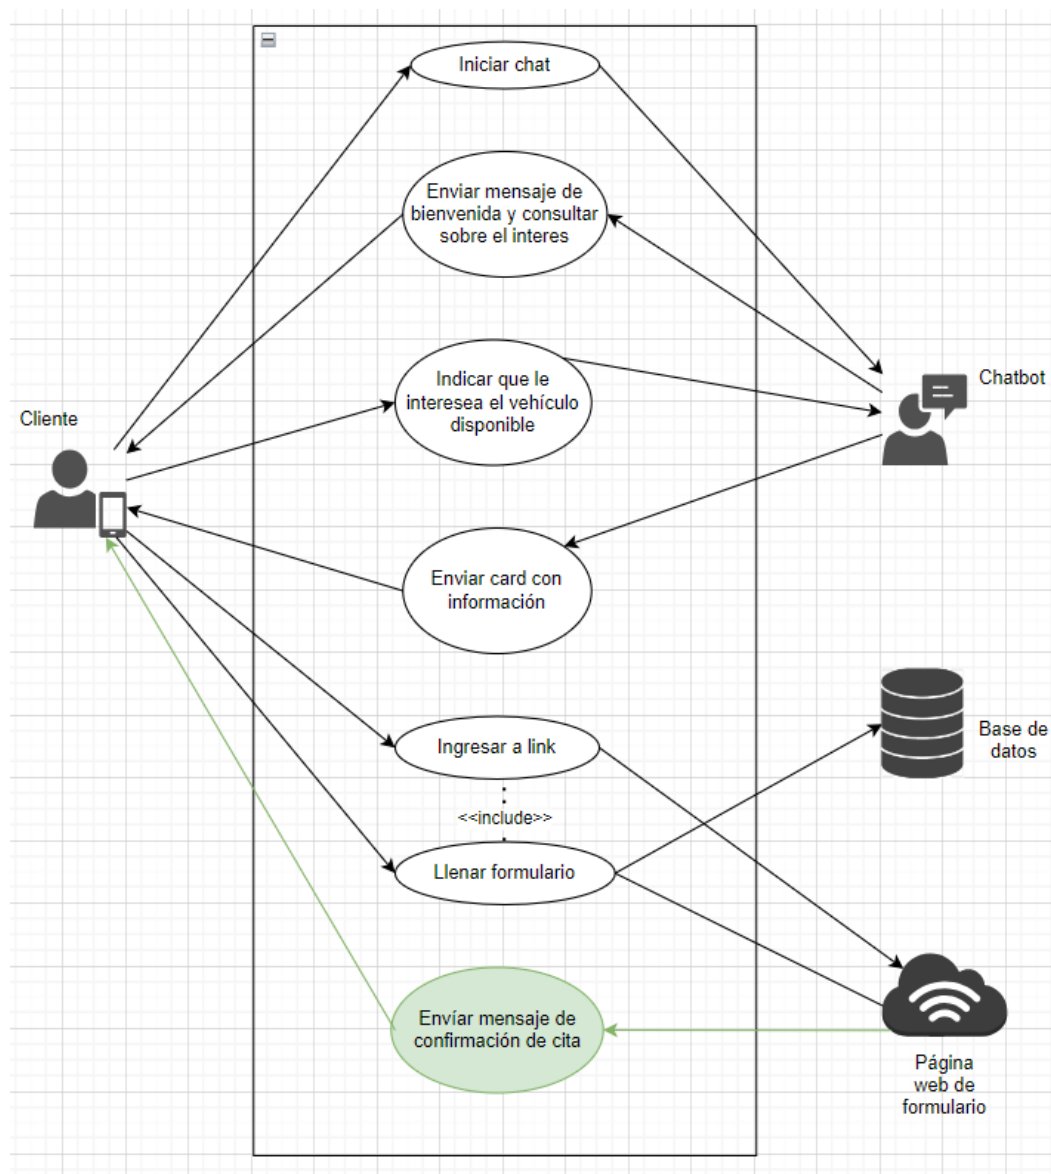 Iniciar chat
Enviar mensaje de
bienvenida y consultar
sobre el interes
Indicar que le
interesea el vehículo
disponible
Chatbot
Cliente
Enviar card con
información
Ingresar a link
Base de
datos
<<include>>
Llenar formulario
Envíar mensaje de
confirmación de cita
Página
web de
formulario